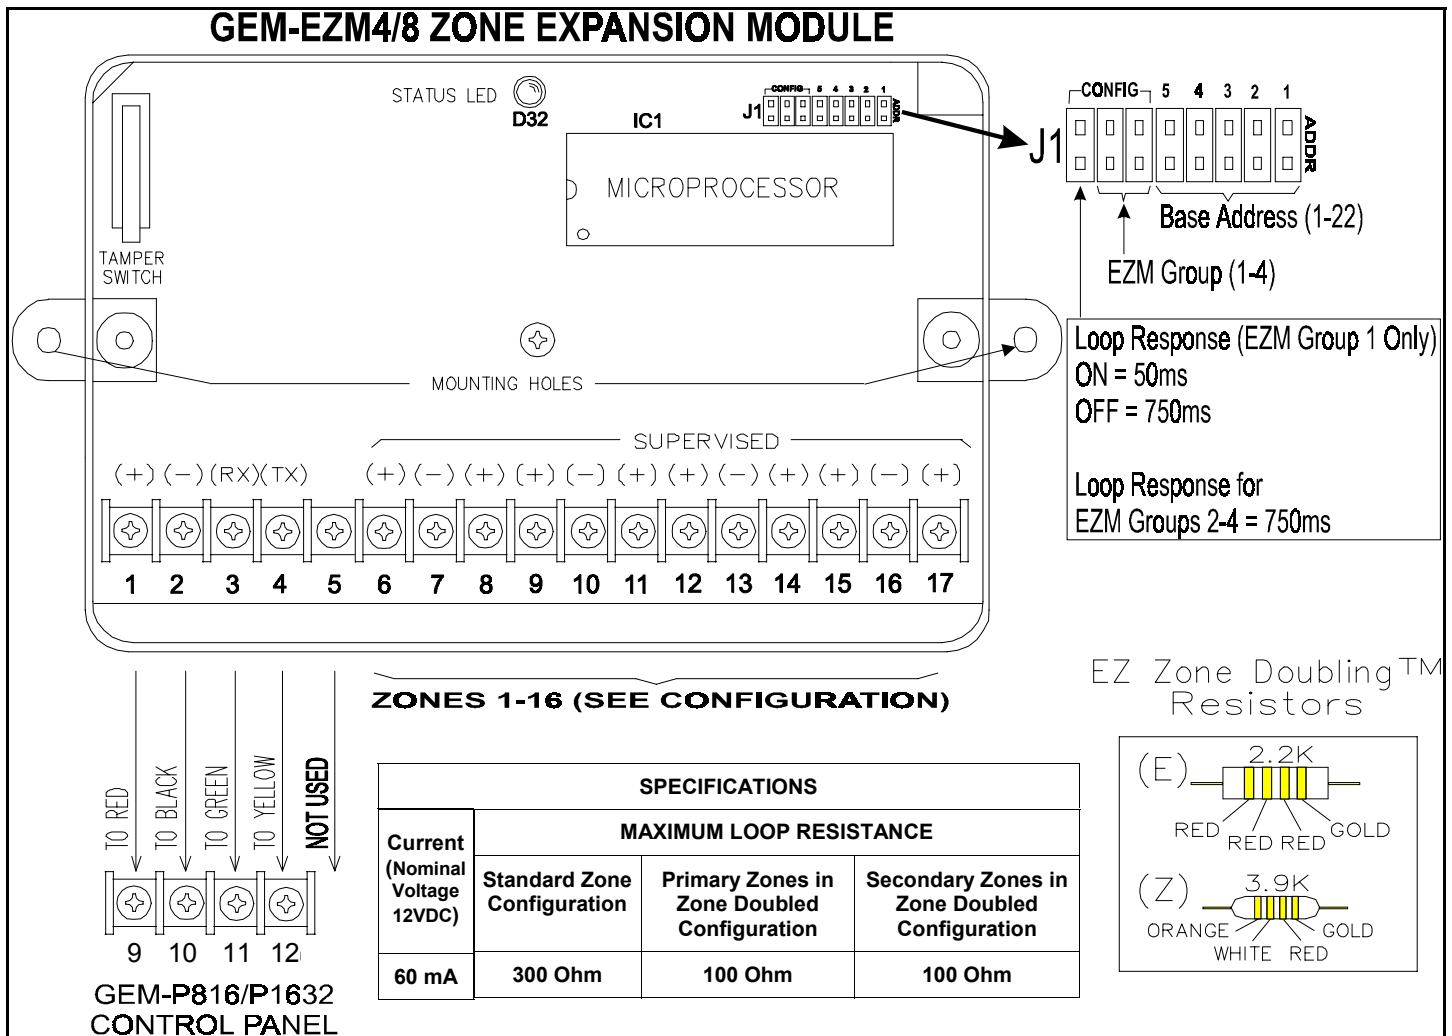 GEM-EZM4/8 ZONE EXPANSION MODULE
STATUS LED
D32
CONFIG 5 4 3 2 1
J1
ADDR
IC1
MICROPROCESSOR
TAMPER
SWITCH
MOUNTING HOLES
CONFIG 5 4 3 2 1
J1
ADDR
Base Address (1-22)
EZM Group (1-4)
Loop Response (EZM Group 1 Only)
ON = 50ms
OFF = 750ms
Loop Response for
EZM Groups 2-4 = 750ms
SUPERVISED
(+) (-) (RX) (TX) (+) (-) (+) (+) (-) (+) (+) (-) (+) (+) (-) (+)
1 2 3 4 5 6 7 8 9 10 11 12 13 14 15 16 17
ZONES 1-16 (SEE CONFIGURATION)
TO RED
TO BLACK
TO GREEN
TO YELLOW
NOT USED
9 10 11 12
GEM-P816/P1632
CONTROL PANEL
SPECIFICATIONS
Current
(Nominal
Voltage
12VDC)
MAXIMUM LOOP RESISTANCE
Standard Zone
Configuration
Primary Zones in
Zone Doubled
Configuration
Secondary Zones in
Zone Doubled
Configuration
60 mA 300 Ohm 100 Ohm 100 Ohm
EZ Zone Doubling™
Resistors
(E) 2.2K
RED RED RED GOLD
(Z) 3.9K
ORANGE WHITE RED GOLD